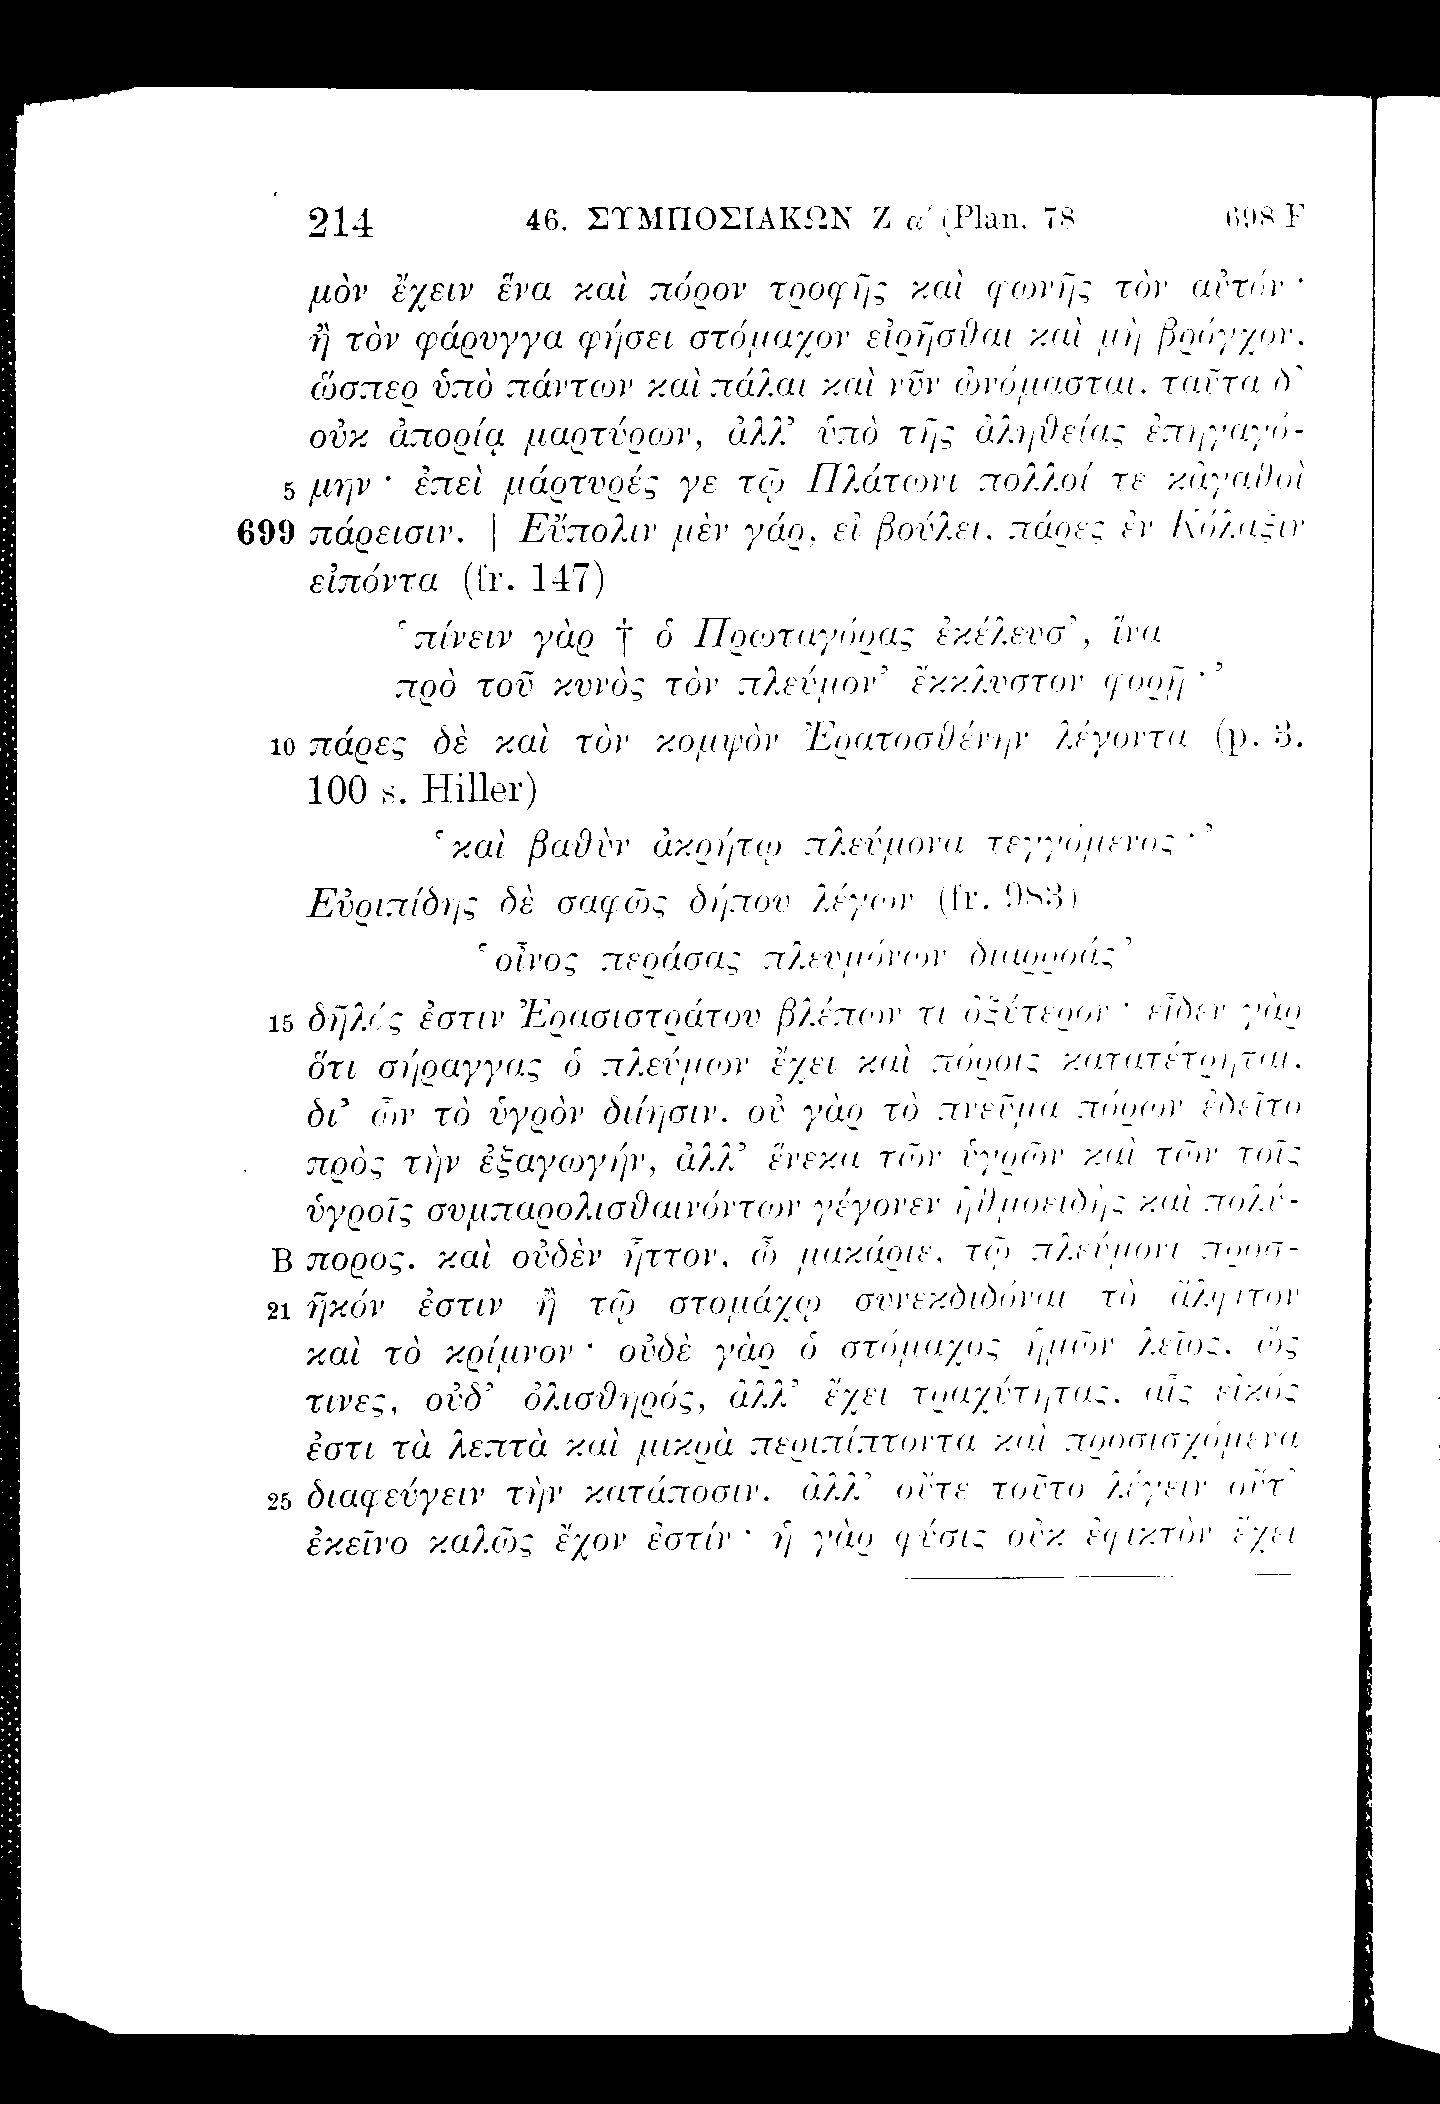 214 46. ΣΥΜΠΟΣΙΑΚΩΝ Ζ α′ (Plan. 78 698 F
μὸν ἔχειν ἕνα καὶ πόρον τροφῆς καὶ φωνῆς τὸν αὐτόν·
ἢ τὸν φάρυγγα φήσει στόμαχον εἰρῆσθαι καὶ μὴ βρόγχον,
ὥσπερ ὑπὸ πάντων καὶ πάλαι καὶ νῦν ὠνόμασται. ταῦτα δ’
οὐκ ἀπορίᾳ μαρτύρων, ἀλλ’ ὑπὸ τῆς ἀληθείας ἐπηγαγό-
5 μην· ἐπεὶ μάρτυρές γε τῷ Πλάτωνι πολλοί τε κἀγαθοὶ
699 πάρεισιν. | Εὔπολιν μὲν γάρ, εἰ βούλει, πάρες ἐν Κόλαξιν
εἰπόντα (fr. 147)
‘πίνειν γὰρ † ὁ Πρωταγόρας ἐκέλευσ’, ἵνα
πρὸ τοῦ κυνὸς τὸν πλεύμον’ ἔκκλυστον φορῇ·’
10 πάρες δὲ καὶ τὸν κομψὸν Ἐρατοσθένην λέγοντα (p. 3.
100 s. Hiller)
‘καὶ βαθὺν ἀκρήτῳ πλεύμονα τεγγόμενος·’
Εὐριπίδης δὲ σαφῶς δήπου λέγων (fr. 983)
‘οἶνος περάσας πλευμόνων διαρροάς’
15 δῆλός ἐστιν Ἐρασιστράτου βλέπων τι ὀξύτερον· εἶδεν γὰρ
ὅτι σήραγγας ὁ πλεύμων ἔχει καὶ πόροις κατατέτρηται,
δι’ ὧν τὸ ὑγρὸν διίησιν. οὐ γὰρ τὸ πνεῦμα πόρων ἐδεῖτο
πρὸς τὴν ἐξαγωγήν, ἀλλ’ ἕνεκα τῶν ὑγρῶν καὶ τῶν τοῖς
ὑγροῖς συμπαρολισθαινόντων γέγονεν ἠθμοειδὴς καὶ πολύ-
B πορος. καὶ οὐδὲν ἧττον, ὦ μακάριε, τῷ πλεύμονι προσ-
21 ῆκόν ἐστιν ἢ τῷ στομάχῳ συνεκδιδόναι τὸ ἄλφιτον
καὶ τὸ κρίμνον· οὐδὲ γὰρ ὁ στόμαχος ἡμῶν λεῖος, ὥς
τινες, οὐδ’ ὀλισθηρός, ἀλλ’ ἔχει τραχύτητας, αἷς εἰκός
ἐστι τὰ λεπτὰ καὶ μικρὰ περιπίπτοντα καὶ προσισχόμενα
25 διαφεύγειν τὴν κατάποσιν. ἀλλ’ οὔτε τοῦτο λέγειν οὔτ’
ἐκεῖνο καλῶς ἔχον ἐστίν· ἡ γὰρ φύσις οὐκ ἐφικτὸν ἔχει